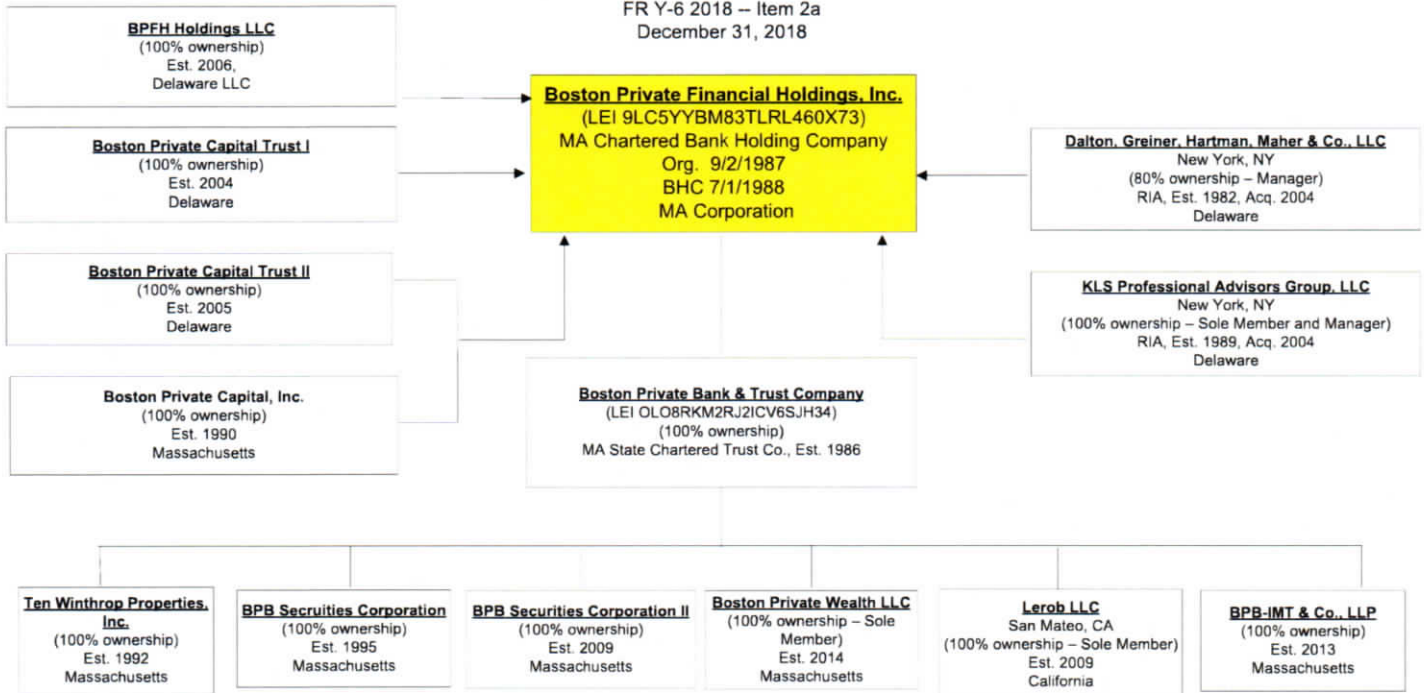 FR Y-6 2018 -- Item 2a
December 31, 2018
BPFH Holdings LLC
(100% ownership)
Est. 2006,
Delaware LLC
Boston Private Capital Trust I
(100% ownership)
Est. 2004
Delaware
Boston Private Capital Trust II
(100% ownership)
Est. 2005
Delaware
Boston Private Capital, Inc.
(100% ownership)
Est. 1990
Massachusetts
Boston Private Financial Holdings, Inc.
(LEI 9LC5YYBM83TLRL460X73)
MA Chartered Bank Holding Company
Org. 9/2/1987
BHC 7/1/1988
MA Corporation
Dalton, Greiner, Hartman, Maher & Co., LLC
New York, NY
(80% ownership – Manager)
RIA, Est. 1982, Acq. 2004
Delaware
KLS Professional Advisors Group, LLC
New York, NY
(100% ownership – Sole Member and Manager)
RIA, Est. 1989, Acq. 2004
Delaware
Boston Private Bank & Trust Company
(LEI OLO8RKM2RJ2ICV6SJH34)
(100% ownership)
MA State Chartered Trust Co., Est. 1986
Ten Winthrop Properties,
Inc.
(100% ownership)
Est. 1992
Massachusetts
BPB Secruities Corporation
(100% ownership)
Est. 1995
Massachusetts
BPB Securities Corporation II
(100% ownership)
Est. 2009
Massachusetts
Boston Private Wealth LLC
(100% ownership – Sole
Member)
Est. 2014
Massachusetts
Lerob LLC
San Mateo, CA
(100% ownership – Sole Member)
Est. 2009
California
BPB-IMT & Co., LLP
(100% ownership)
Est. 2013
Massachusetts